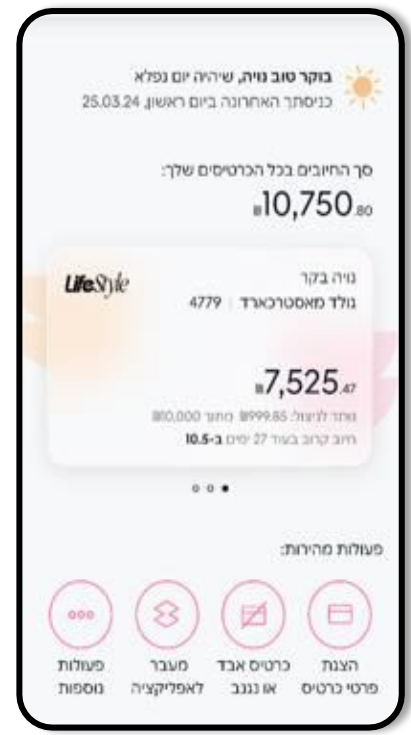 בוקר טוב נויה, שיהיה יום נפלא
כניסתך האחרונה ביום ראשון, 25.03.24
סך החיובים בכל הכרטיסים שלך:
₪10,750.80
LifeStyle
נויה בקר
גולד מאסטרכארד | 4779
₪7,525.47
נותר לניצול: ₪999.85 מתוך ₪10,000
חיוב קרוב בעוד 27 ימים ב-10.5
פעולות מהירות:
הצגת פרטי כרטיס
כרטיס אבד או נגנב
מעבר לאפליקציה
פעולות נוספות